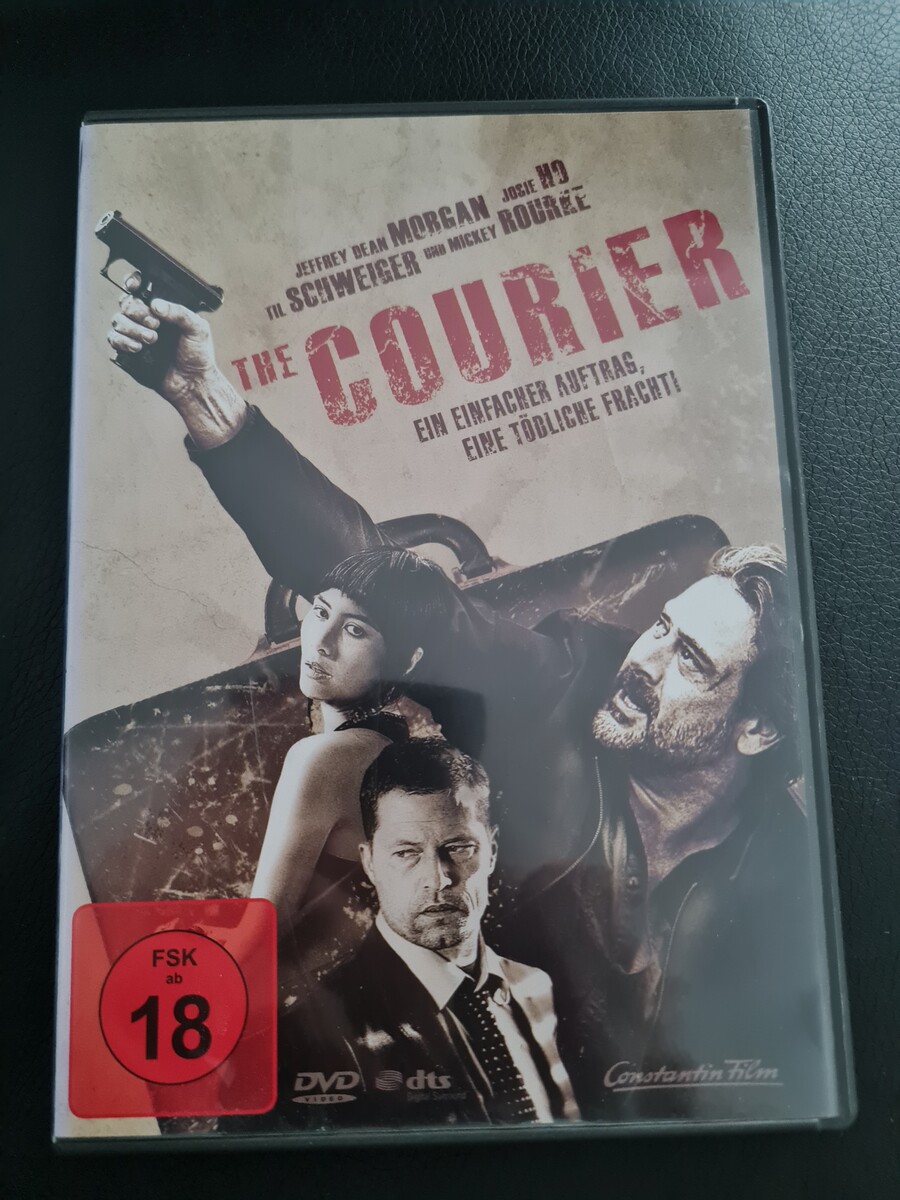 JEFFREY DEAN MORGAN JOSIE HO
TIL SCHWEIGER UND MICKEY ROURKE
THE COURIER
EIN EINFACHER AUFTRAG,
EINE TÖDLICHE FRACHT!
FSK
ab
18
DVD
VIDEO
dts
Digital Surround
Constantin Film